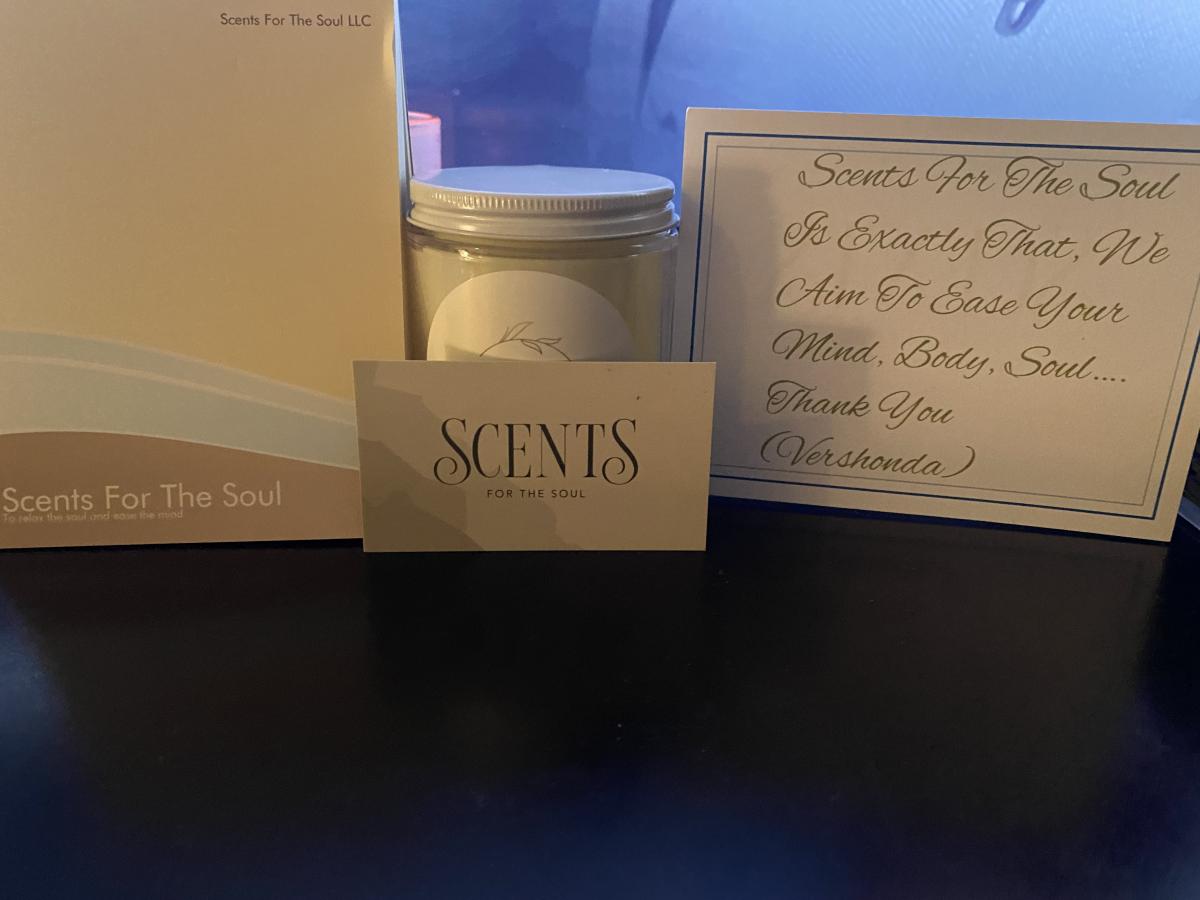 Scents For The Soul LLC
Scents For The Soul
To relax the soul and ease the mind
SCENTS
FOR THE SOUL
Scents For The Soul
Is Exactly That, We
Aim To Ease Your
Mind, Body, Soul....
Thank You
(Vershonda)